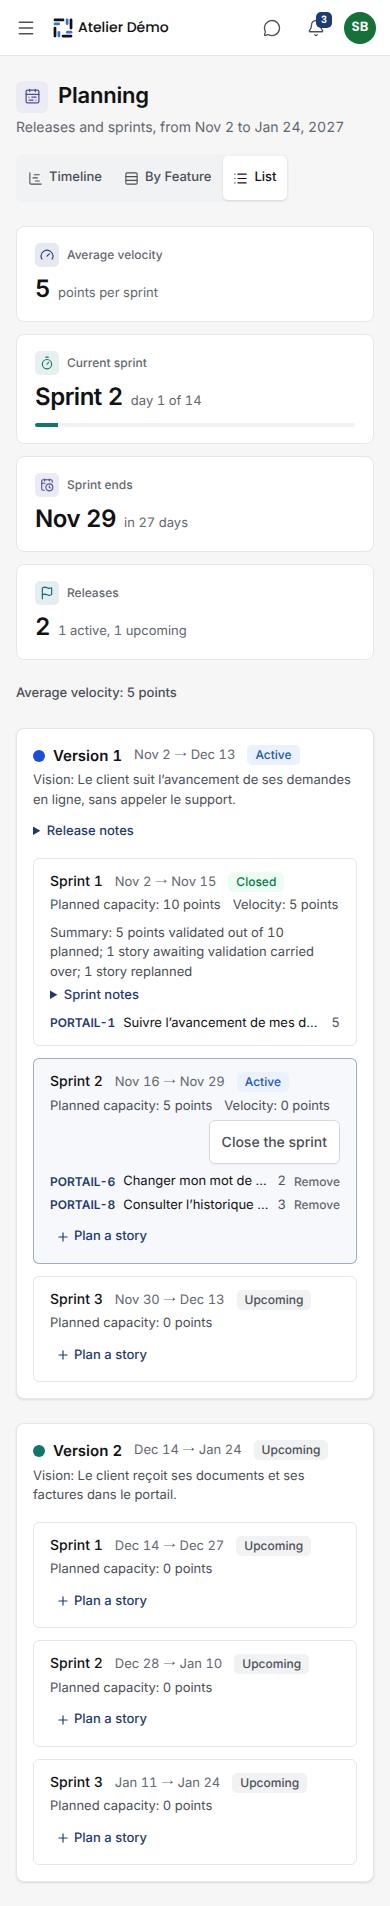 Atelier Démo
3
SB
Planning
Releases and sprints, from Nov 2 to Jan 24, 2027
Timeline By Feature List
Average velocity
5 points per sprint
Current sprint
Sprint 2 day 1 of 14
Sprint ends
Nov 29 in 27 days
Releases
2 1 active, 1 upcoming
Average velocity: 5 points
Version 1 Nov 2 → Dec 13 Active
Vision: Le client suit l’avancement de ses demandes
en ligne, sans appeler le support.
Release notes
Sprint 1 Nov 2 → Nov 15 Closed
Planned capacity: 10 points Velocity: 5 points
Summary: 5 points validated out of 10
planned; 1 story awaiting validation carried
over; 1 story replanned
Sprint notes
PORTAIL-1 Suivre l’avancement de mes d... 5
Sprint 2 Nov 16 → Nov 29 Active
Planned capacity: 5 points Velocity: 0 points
Close the sprint
PORTAIL-6 Changer mon mot de ... 2 Remove
PORTAIL-8 Consulter l’historique ... 3 Remove
+ Plan a story
Sprint 3 Nov 30 → Dec 13 Upcoming
Planned capacity: 0 points
+ Plan a story
Version 2 Dec 14 → Jan 24 Upcoming
Vision: Le client reçoit ses documents et ses
factures dans le portail.
Sprint 1 Dec 14 → Dec 27 Upcoming
Planned capacity: 0 points
+ Plan a story
Sprint 2 Dec 28 → Jan 10 Upcoming
Planned capacity: 0 points
+ Plan a story
Sprint 3 Jan 11 → Jan 24 Upcoming
Planned capacity: 0 points
+ Plan a story